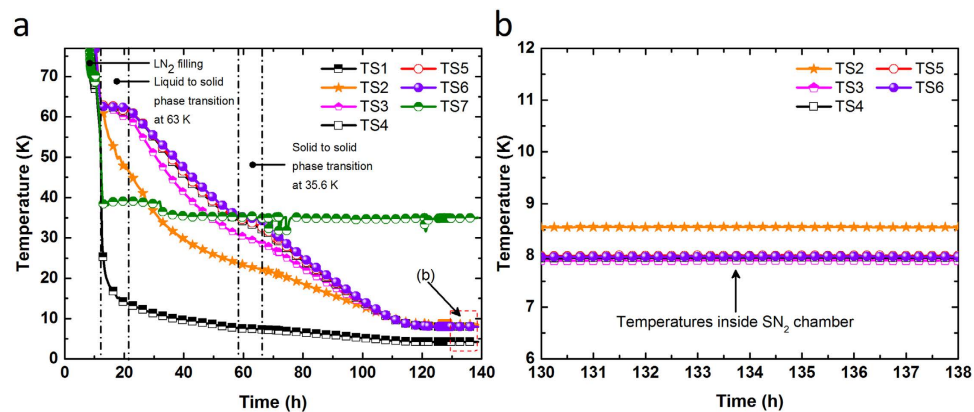 a
Temperature (K)
70
60
50
40
30
20
10
0
0 20 40 60 80 100 120 140
Time (h)
LN2 filling
Liquid to solid
phase transition
at 63 K
Solid to solid
phase transition
at 35.6 K
TS1 TS5
TS2 TS6
TS3 TS7
TS4
(b)
b
Temperature (K)
12
11
10
9
8
7
6
130 131 132 133 134 135 136 137 138
Time (h)
TS2 TS5
TS3 TS6
TS4
Temperatures inside SN2 chamber